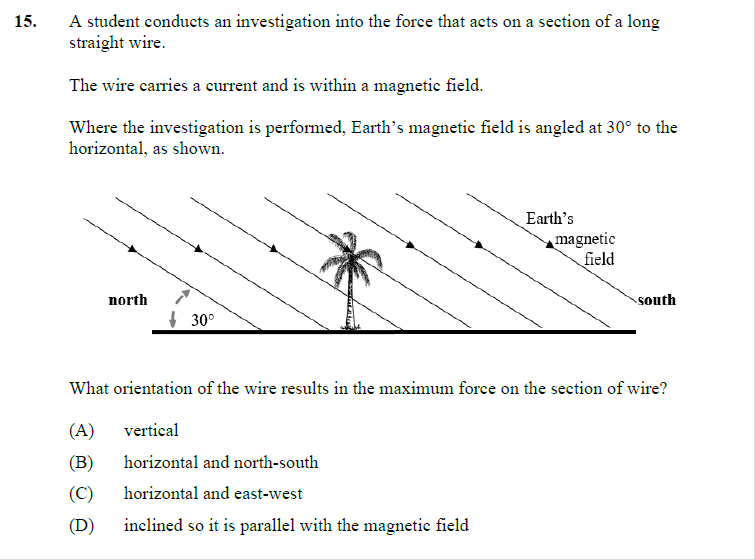 15. A student conducts an investigation into the force that acts on a section of a long
straight wire.
The wire carries a current and is within a magnetic field.
Where the investigation is performed, Earth’s magnetic field is angled at 30° to the
horizontal, as shown.
Earth’s
magnetic
field
north
south
30°
What orientation of the wire results in the maximum force on the section of wire?
(A) vertical
(B) horizontal and north-south
(C) horizontal and east-west
(D) inclined so it is parallel with the magnetic field